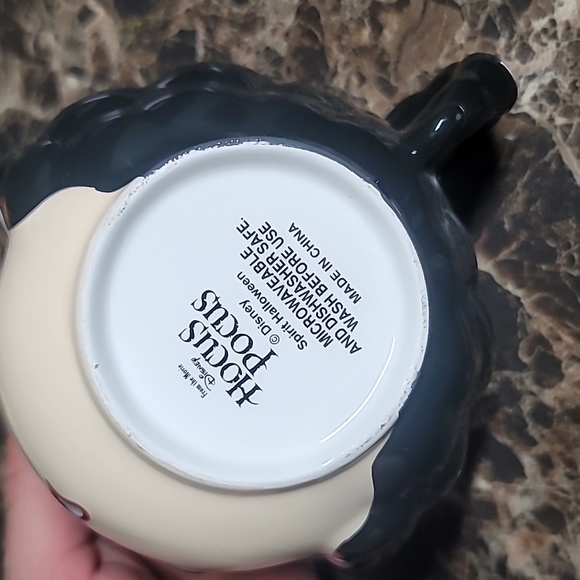 From the Movie
Disney
HOCUS
POCUS
© Disney
Spirit Halloween
MICROWAVEABLE
AND DISHWASHER SAFE.
WASH BEFORE USE
MADE IN CHINA